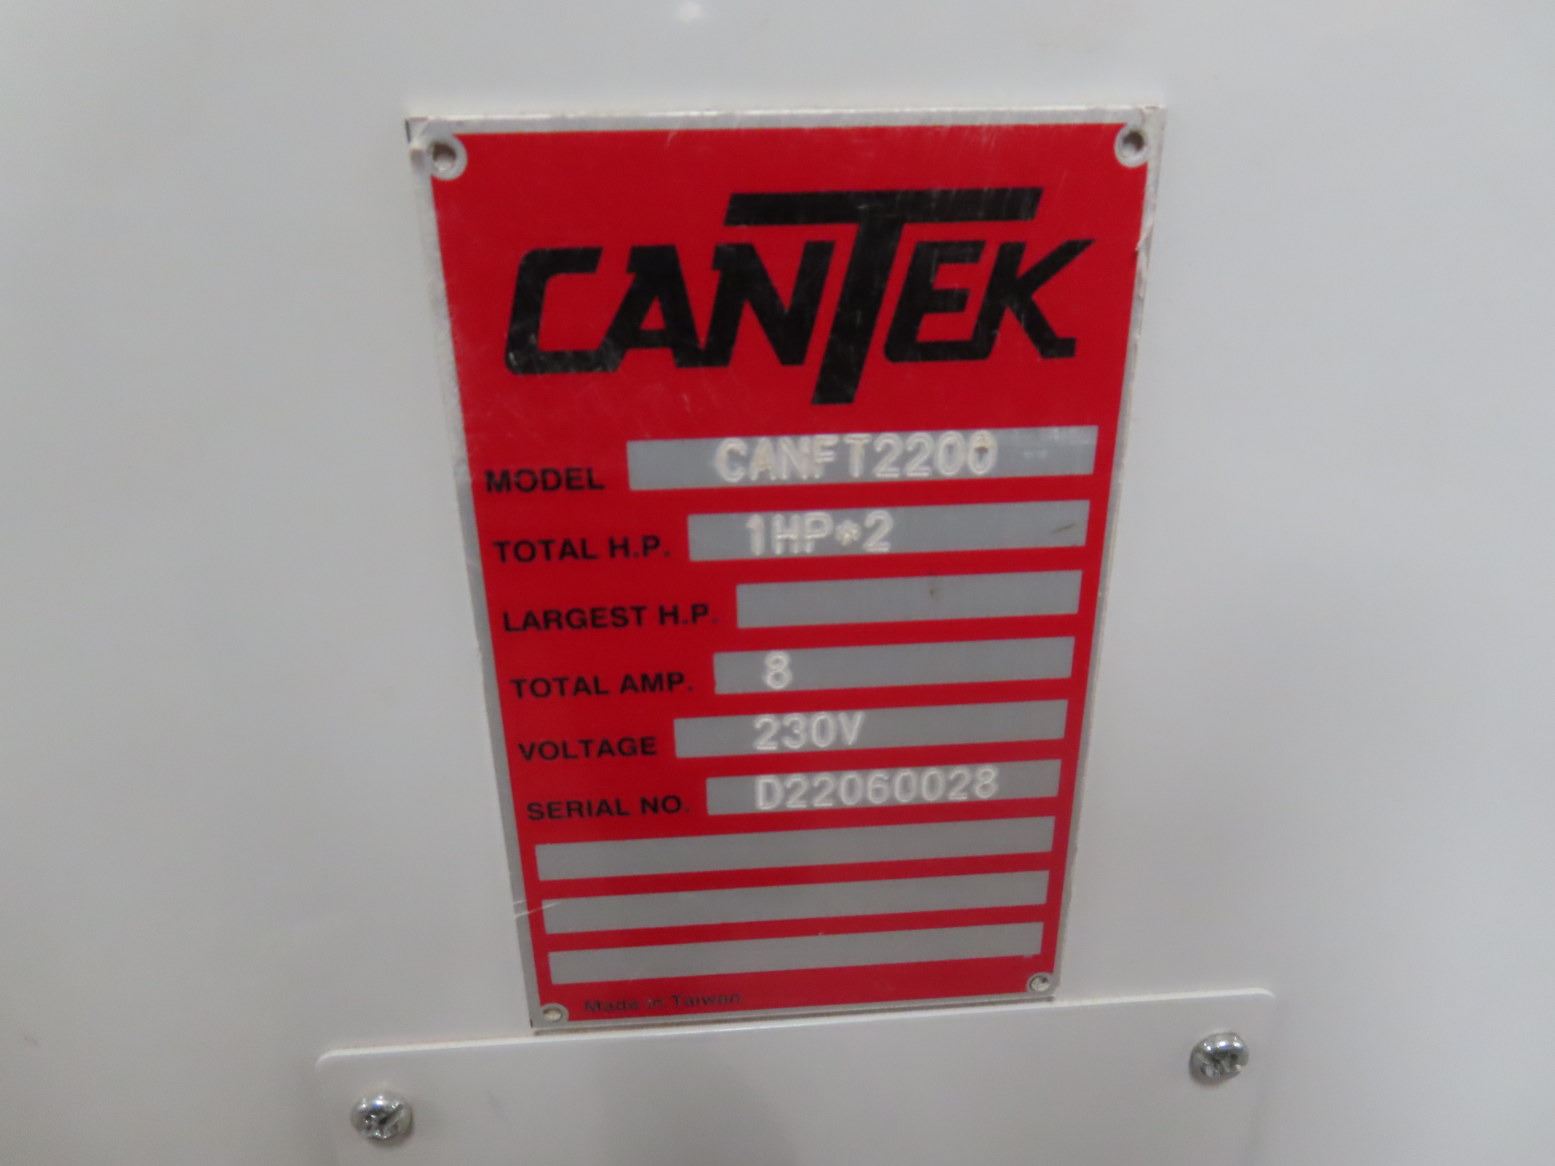 CANTEK
MODEL CANFT2200
TOTAL H.P. 1HP*2
LARGEST H.P.
TOTAL AMP. 8
VOLTAGE 230V
SERIAL NO. D22060028
Made in Taiwan